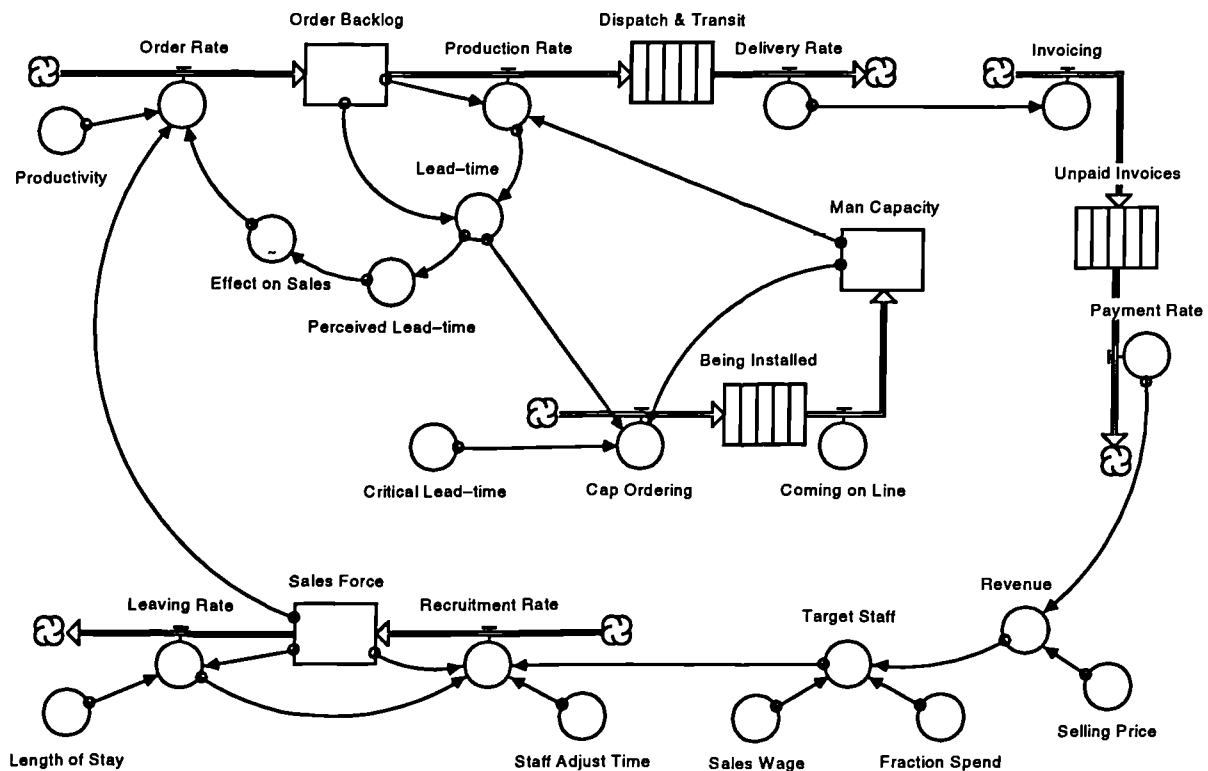 Order Backlog
Dispatch & Transit
Order Rate
Production Rate
Delivery Rate
Invoicing
Productivity
Lead-time
Unpaid Invoices
Man Capacity
~
Effect on Sales
Perceived Lead-time
Payment Rate
Being Installed
Critical Lead-time
Cap Ordering
Coming on Line
Sales Force
Revenue
Leaving Rate
Recruitment Rate
Target Staff
Selling Price
Length of Stay
Staff Adjust Time
Sales Wage
Fraction Spend